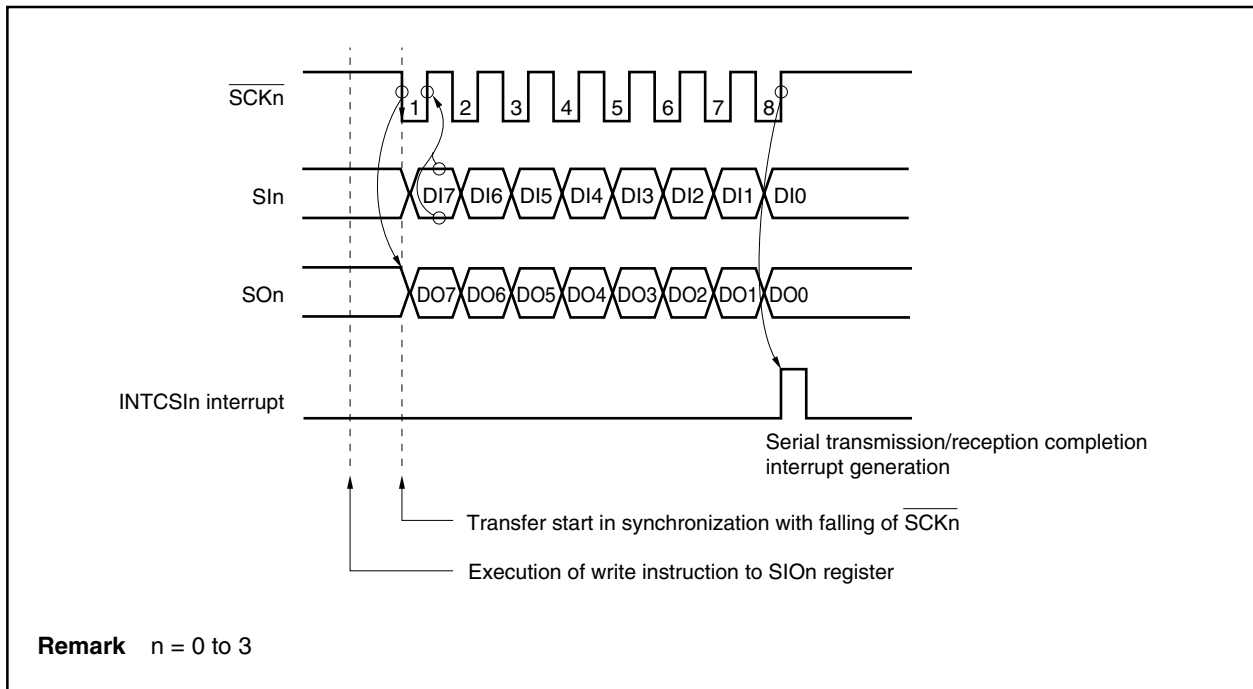 SCKn
1 2 3 4 5 6 7 8
SIn
DI7 DI6 DI5 DI4 DI3 DI2 DI1 DI0
SOn
DO7 DO6 DO5 DO4 DO3 DO2 DO1 DO0
INTCSIn interrupt
Serial transmission/reception completion
interrupt generation
Transfer start in synchronization with falling of SCKn
Execution of write instruction to SIOn register
Remark n = 0 to 3